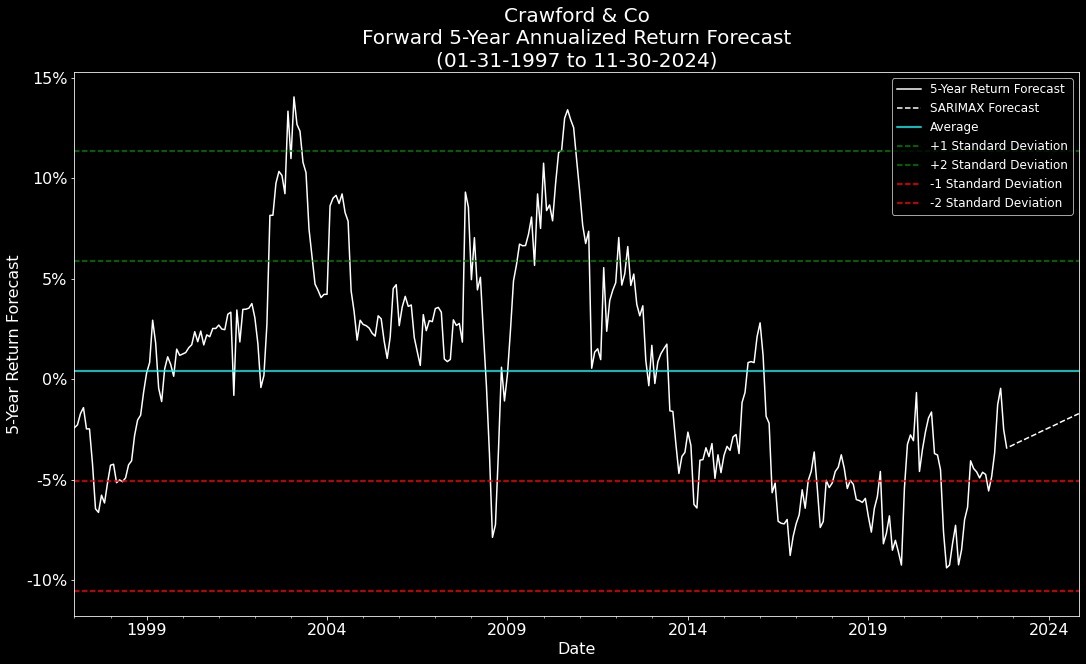 Crawford & Co
Forward 5-Year Annualized Return Forecast
(01-31-1997 to 11-30-2024)
5-Year Return Forecast
SARIMAX Forecast
Average
+1 Standard Deviation
+2 Standard Deviation
-1 Standard Deviation
-2 Standard Deviation
15%
10%
5%
0%
-5%
-10%
5-Year Return Forecast
1999 2004 2009 2014 2019 2024
Date